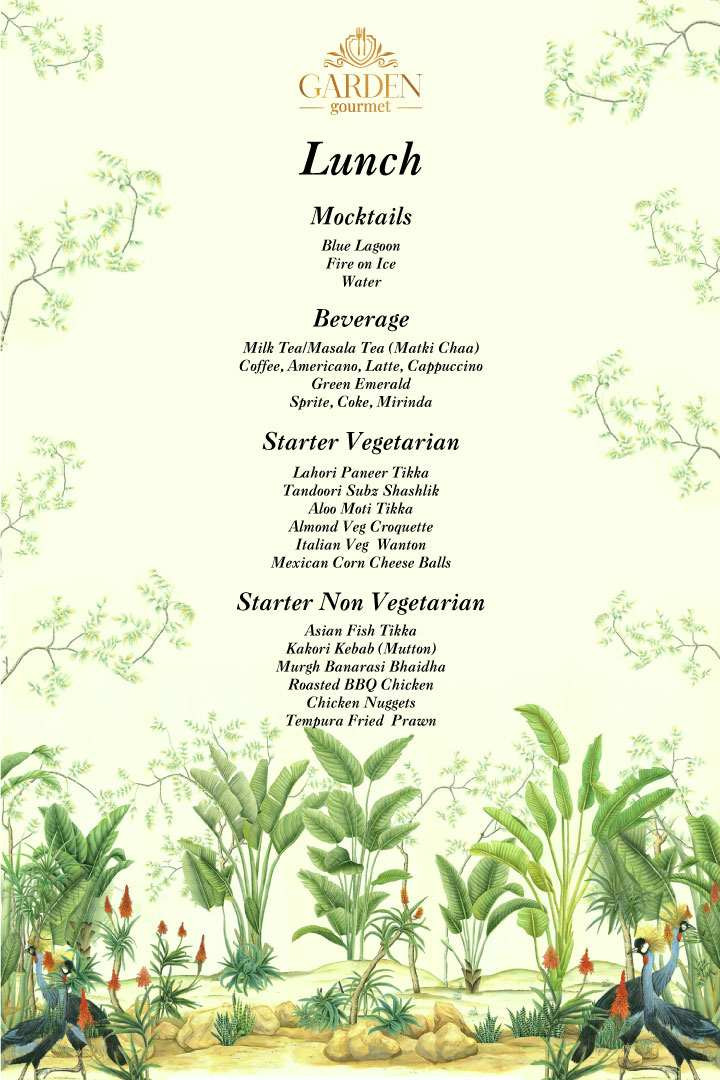 GARDEN
gourmet
Lunch
Mocktails
Blue Lagoon
Fire on Ice
Water
Beverage
Milk Tea/Masala Tea (Matki Chaa)
Coffee, Americano, Latte, Cappuccino
Green Emerald
Sprite, Coke, Mirinda
Starter Vegetarian
Lahori Paneer Tikka
Tandoori Subz Shashlik
Aloo Moti Tikka
Almond Veg Croquette
Italian Veg Wanton
Mexican Corn Cheese Balls
Starter Non Vegetarian
Asian Fish Tikka
Kakori Kebab (Mutton)
Murgh Banarasi Bhaidha
Roasted BBQ Chicken
Chicken Nuggets
Tempura Fried Prawn